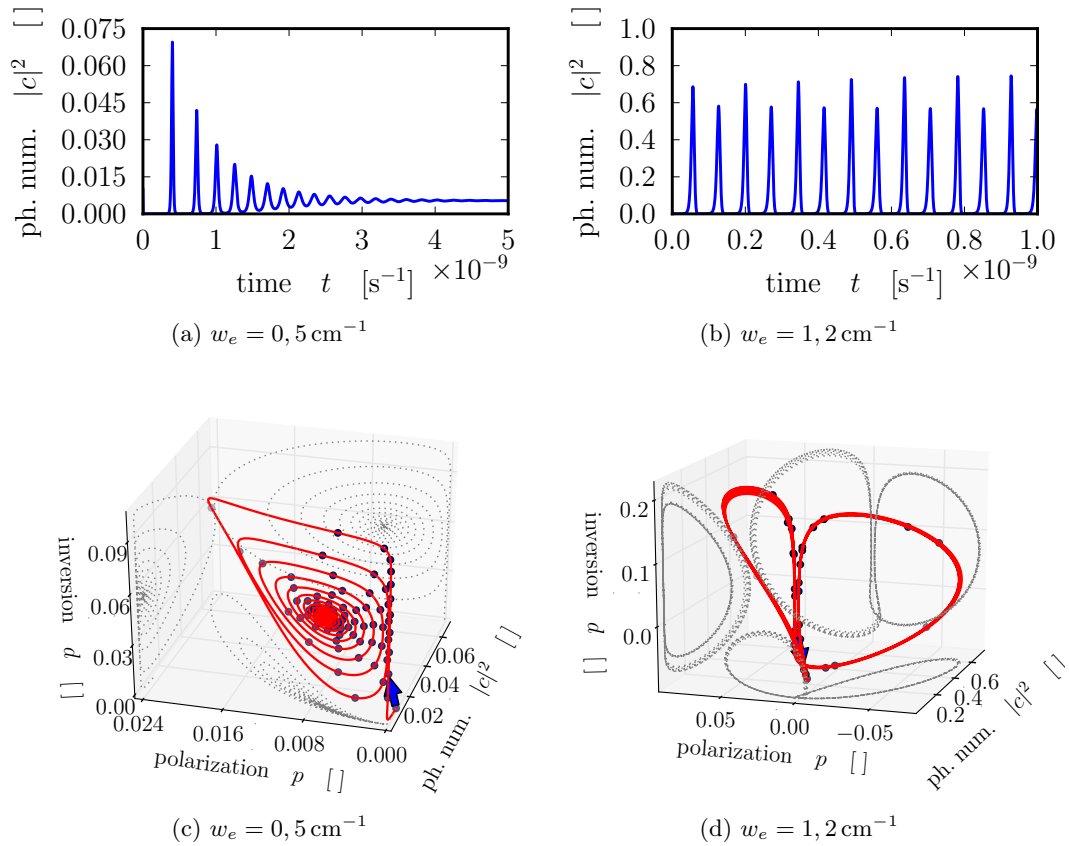 ph. num. |c|² [ ]
0.075
0.060
0.045
0.030
0.015
0.000
0 1 2 3 4 5
×10⁻⁹
time t [s⁻¹]
(a) wₑ = 0, 5 cm⁻¹
ph. num. |c|² [ ]
1.0
0.8
0.6
0.4
0.2
0.0
0.0 0.2 0.4 0.6 0.8 1.0
×10⁻⁹
time t [s⁻¹]
(b) wₑ = 1, 2 cm⁻¹
[ ] p inversion
0.09
0.06
0.03
0.00
0.024 0.016 0.008 0.000
polarization p [ ]
0.06
0.04
0.02
ph. num. |c|² [ ]
(c) wₑ = 0, 5 cm⁻¹
[ ] p inversion
0.2
0.1
0.0
0.05 0.00 −0.05
polarization p [ ]
0.6
0.4
0.2
ph. num. |c|² [ ]
(d) wₑ = 1, 2 cm⁻¹